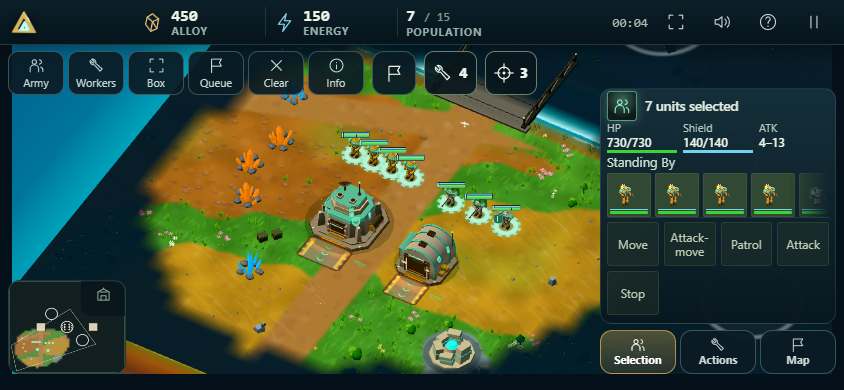 450
ALLOY
150
ENERGY
7 / 15
POPULATION
00:04
Army
Workers
Box
Queue
Clear
Info
4
3
7 units selected
HP
Shield
ATK
730/730
140/140
4–13
Standing By
Move
Attack-move
Patrol
Attack
Stop
Selection
Actions
Map